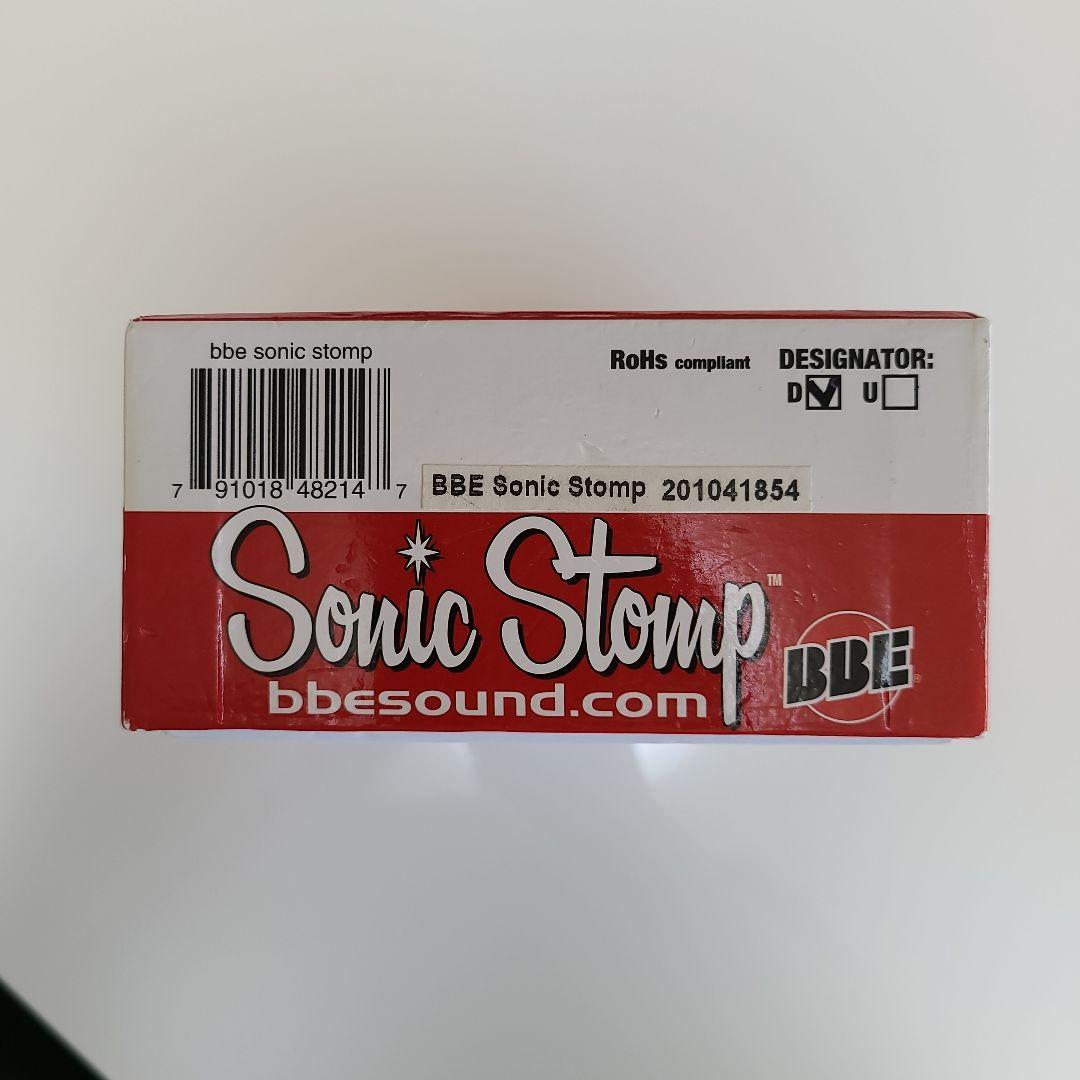 bbe sonic stomp
RoHs compliant
DESIGNATOR:
D U
7 91018 48214 7
BBE Sonic Stomp 201041854
Sonic Stomp™
BBE®
bbesound.com